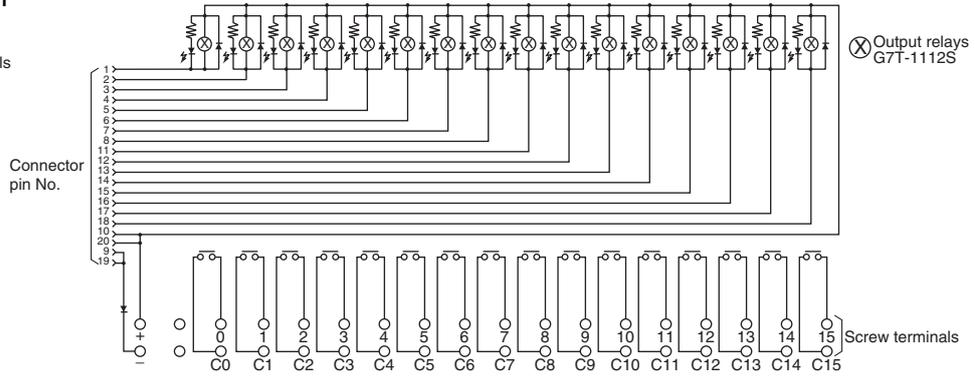 Output relays
G7T-1112S
ls
1
2
3
4
5
6
7
8
11
12
13
14
15
16
17
18
10
20
9
19
Connector
pin No.
+
−
0 1 2 3 4 5 6 7 8 9 10 11 12 13 14 15
C0 C1 C2 C3 C4 C5 C6 C7 C8 C9 C10 C11 C12 C13 C14 C15
Screw terminals